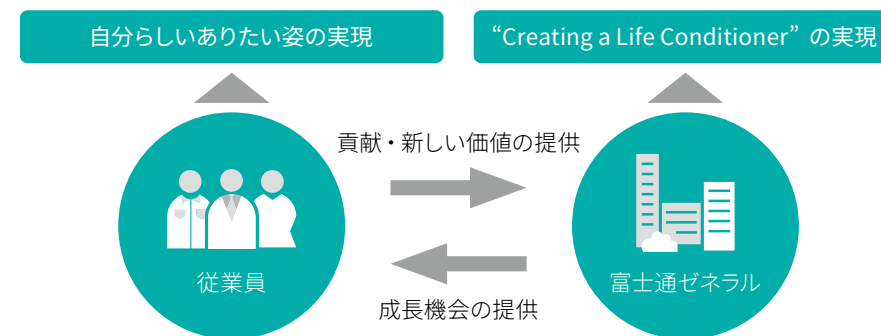 自分らしいありたい姿の実現
“Creating a Life Conditioner”の実現
貢献・新しい価値の提供
従業員
富士通ゼネラル
成長機会の提供